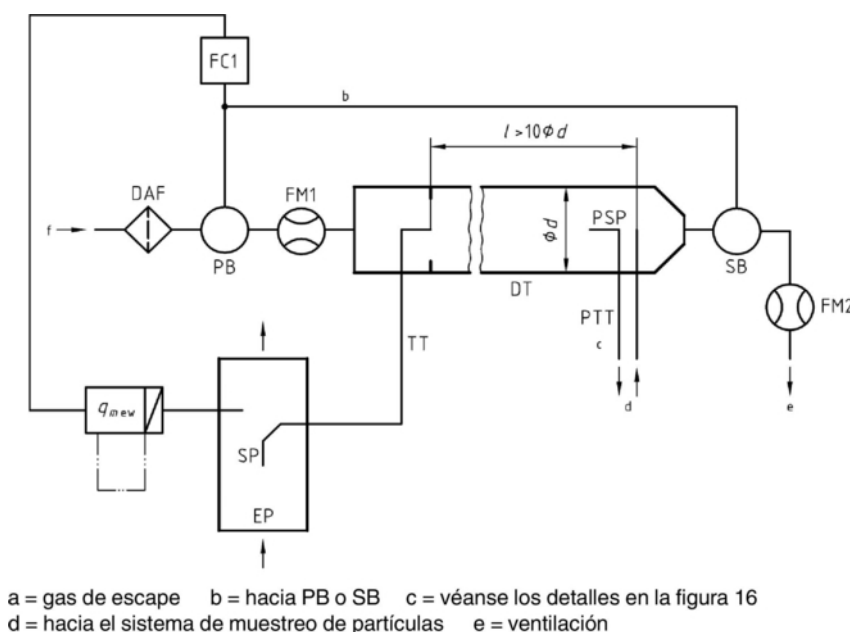 FC1
b
l >10 Φ d
DAF
FM1
f
PB
Φ d
PSP
DT
SB
FM2
PTT
c
TT
d
e
qmew
SP
EP
a = gas de escape b = hacia PB o SB c = véanse los detalles en la figura 16
d = hacia el sistema de muestreo de partículas e = ventilación